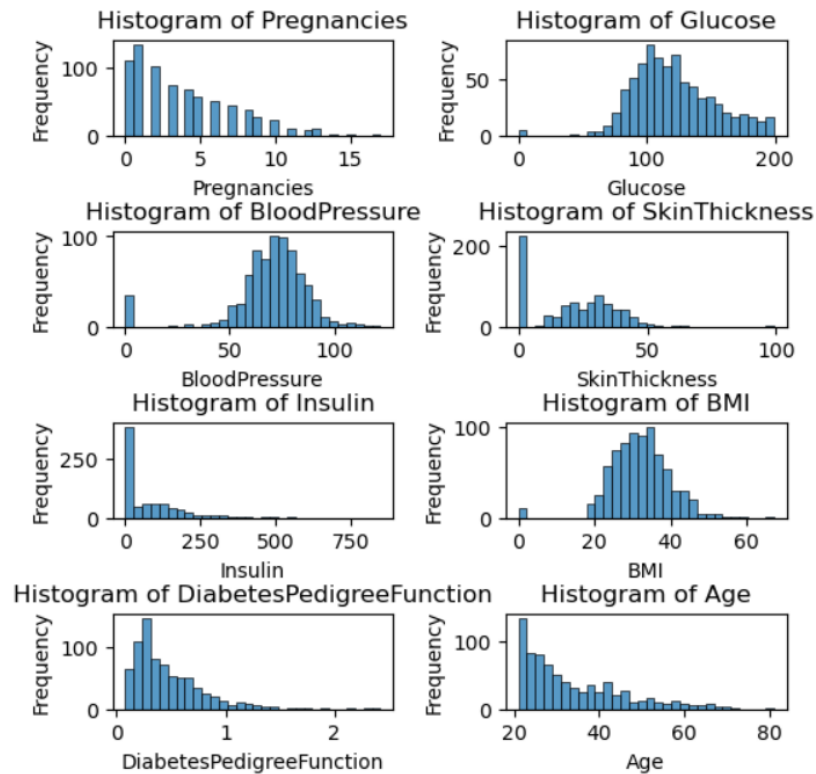 Histogram of Pregnancies
Frequency
100
0
0 5 10 15
Pregnancies
Histogram of Glucose
Frequency
50
0
0 100 200
Glucose
Histogram of BloodPressure
Frequency
100
0
0 50 100
BloodPressure
Histogram of SkinThickness
Frequency
200
0
0 50 100
SkinThickness
Histogram of Insulin
Frequency
250
0
0 250 500 750
Insulin
Histogram of BMI
Frequency
100
0
0 20 40 60
BMI
Histogram of DiabetesPedigreeFunction
Frequency
100
0
0 1 2
DiabetesPedigreeFunction
Histogram of Age
Frequency
100
0
20 40 60 80
Age